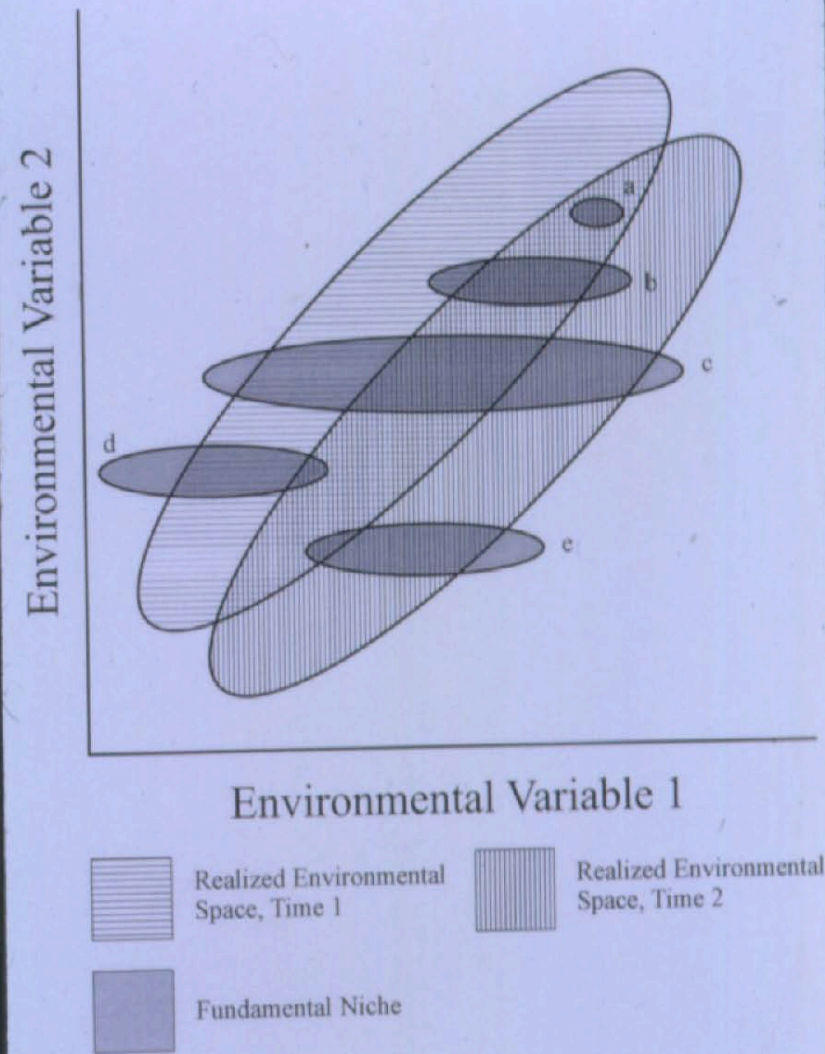 Environmental Variable 2
a
b
c
d
e
Environmental Variable 1
Realized Environmental
Space, Time 1
Realized Environmental
Space, Time 2
Fundamental Niche